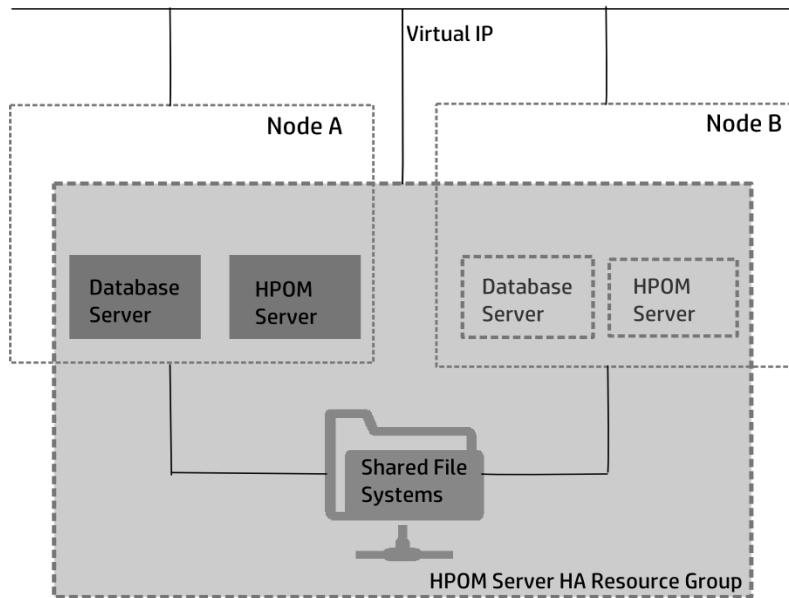 Virtual IP
Node A
Node B
Database
Server
HPOM
Server
Database
Server
HPOM
Server
Shared File
Systems
HPOM Server HA Resource Group